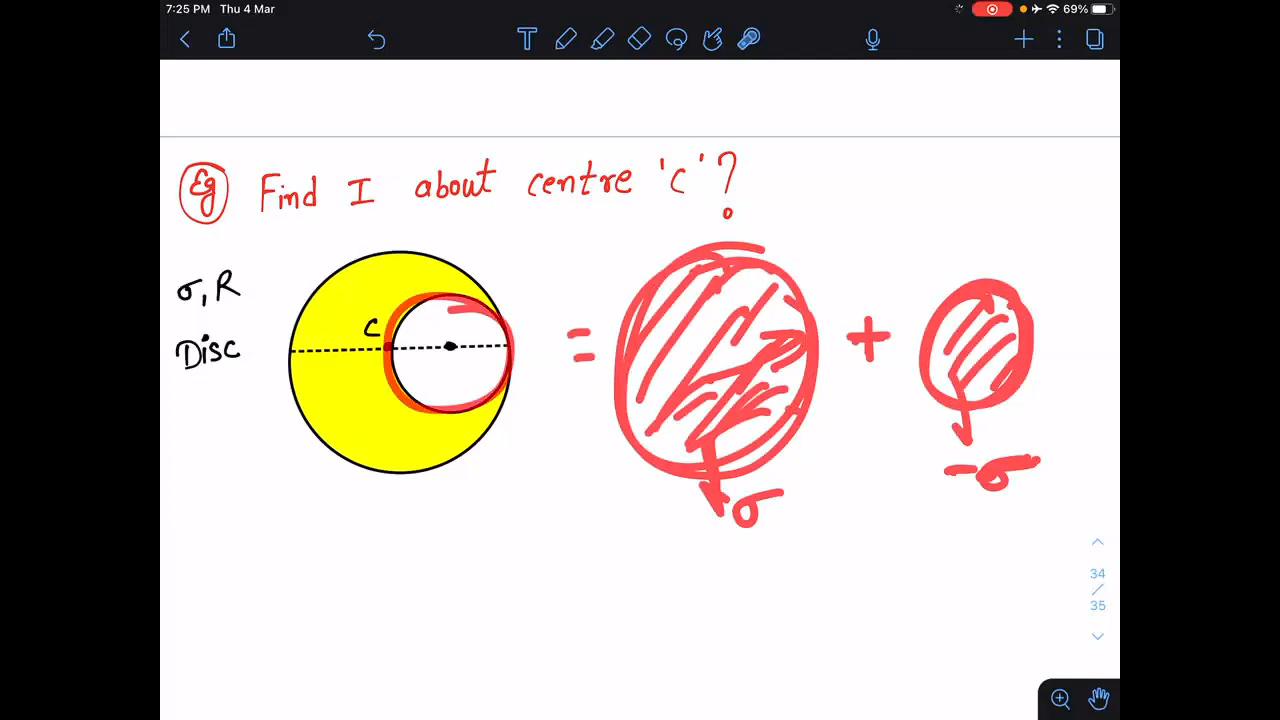 7:25 PM Thu 4 Mar
69%
Eg Find I about centre 'c'?
σ, R
Disc
C
= +
σ
-σ
34
/
35